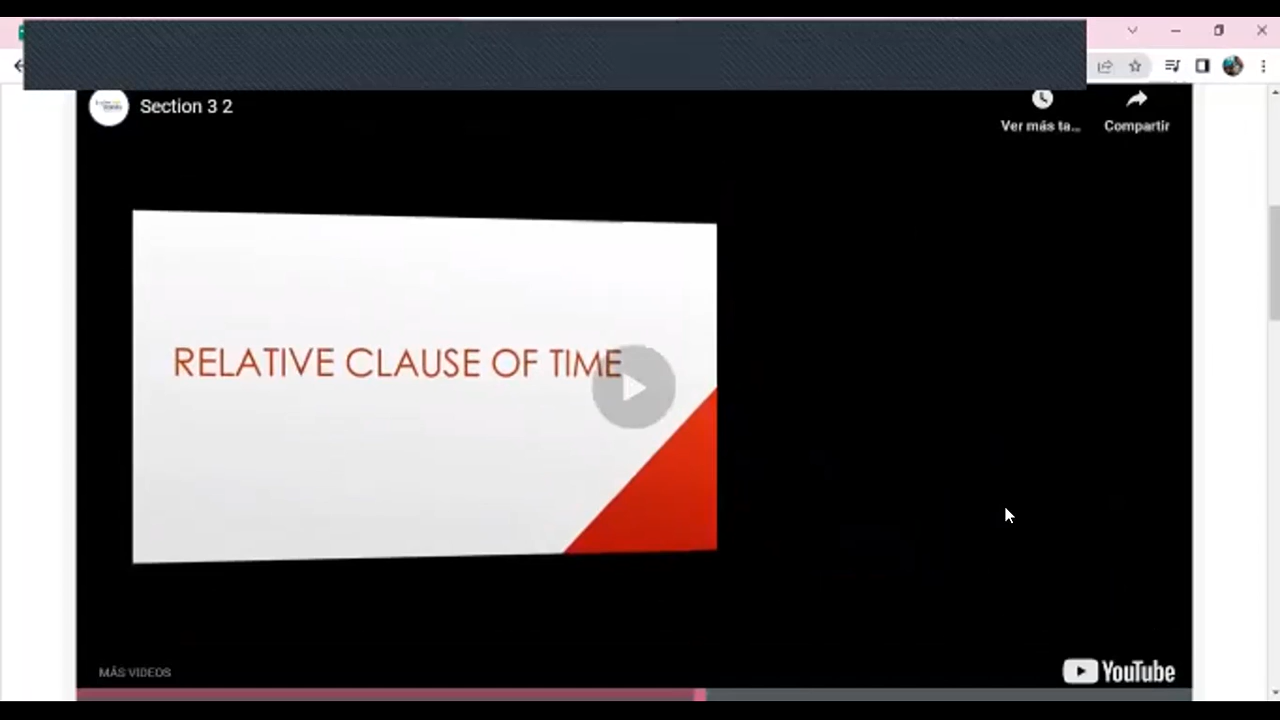 Section 3 2
Ver más ta...
Compartir
RELATIVE CLAUSE OF TIME
MÁS VIDEOS
YouTube